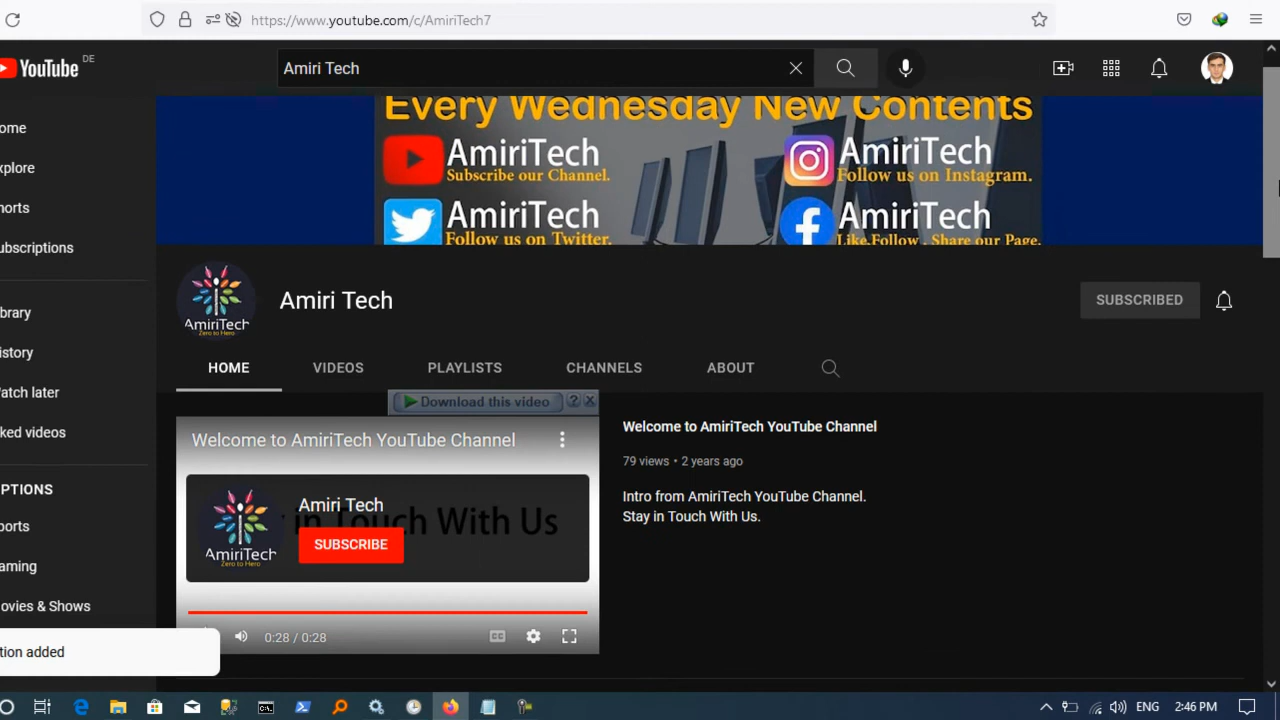 https://www.youtube.com/c/AmiriTech7
YouTube DE
Amiri Tech
Every Wednesday New Contents
AmiriTech
Subscribe our Channel.
AmiriTech
Follow us on Instagram.
AmiriTech
Follow us on Twitter.
AmiriTech
Like,Follow , Share our Page.
ome
xplore
horts
ubscriptions
ibrary
istory
atch later
ked videos
PTIONS
ports
aming
ovies & Shows
tion added
AmiriTech
Zero to Hero
Amiri Tech
SUBSCRIBED
HOME VIDEOS PLAYLISTS CHANNELS ABOUT
Download this video ? X
Welcome to AmiriTech YouTube Channel
AmiriTech
Zero to Hero
Amiri Tech
in Touch With Us
SUBSCRIBE
0:28 / 0:28
CC
Welcome to AmiriTech YouTube Channel
79 views • 2 years ago
Intro from AmiriTech YouTube Channel.
Stay in Touch With Us.
ENG 2:46 PM